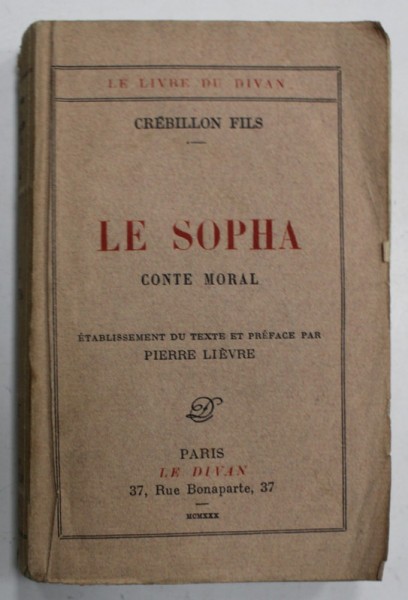 LE LIVRE DU DIVAN
CRÉBILLON FILS
LE SOPHA
CONTE MORAL
ÉTABLISSEMENT DU TEXTE ET PRÉFACE PAR
PIERRE LIÈVRE
D
PARIS
LE DIVAN
37, Rue Bonaparte, 37
MCMXXX